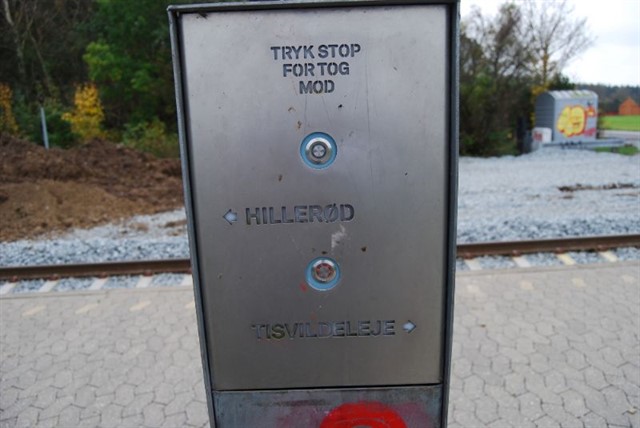 TRYK STOP
FOR TOG
MOD
HILLERØD
TISVILDELEJE